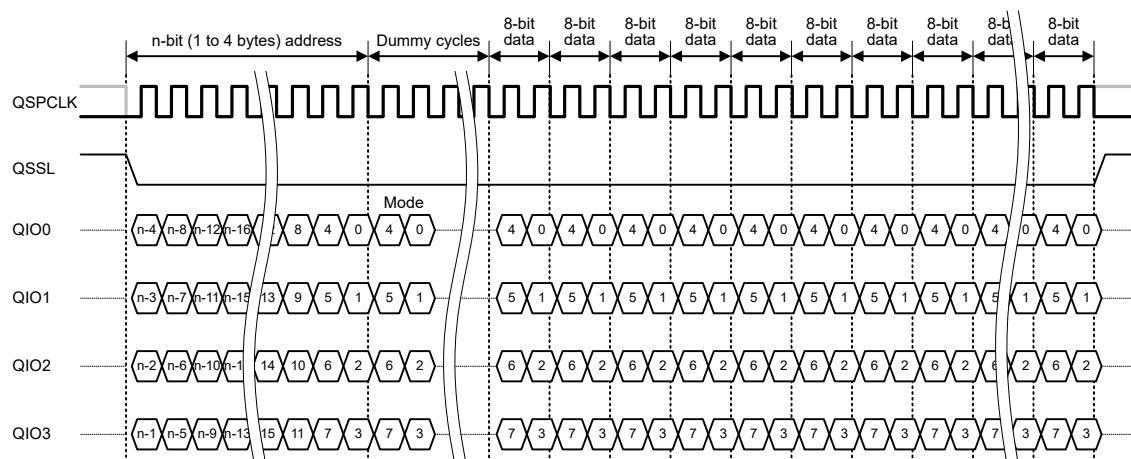 8-bit data 8-bit data 8-bit data 8-bit data 8-bit data 8-bit data 8-bit data 8-bit data 8-bit data 8-bit data
n-bit (1 to 4 bytes) address Dummy cycles
QSPCLK
QSSL
Mode
QIO0 n-4 n-8 n-12 n-16 8 4 0 4 0 4 0 4 0 4 0 4 0 4 0 4 0 4 0 4 0 4 0 4 0
QIO1 n-3 n-7 n-11 n-15 13 9 5 1 5 1 5 1 5 1 5 1 5 1 5 1 5 1 5 1 5 1 5 1 5 1
QIO2 n-2 n-6 n-10 14 10 6 2 6 2 6 2 6 2 6 2 6 2 6 2 6 2 6 2 6 2 6 2 6 2
QIO3 n-1 n-5 n-9 n-13 15 11 7 3 7 3 7 3 7 3 7 3 7 3 7 3 7 3 7 3 7 3 7 3 7 3